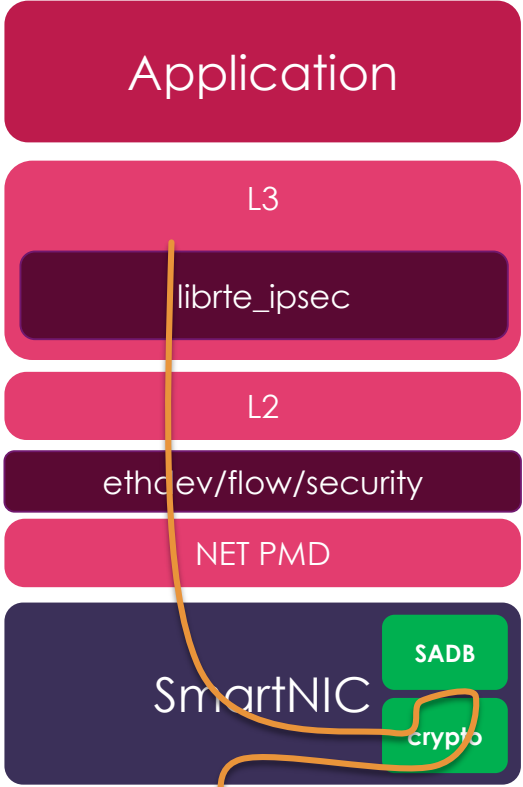 Application
L3
librte_ipsec
L2
ethdev/flow/security
NET PMD
SADB
SmartNIC
crypto